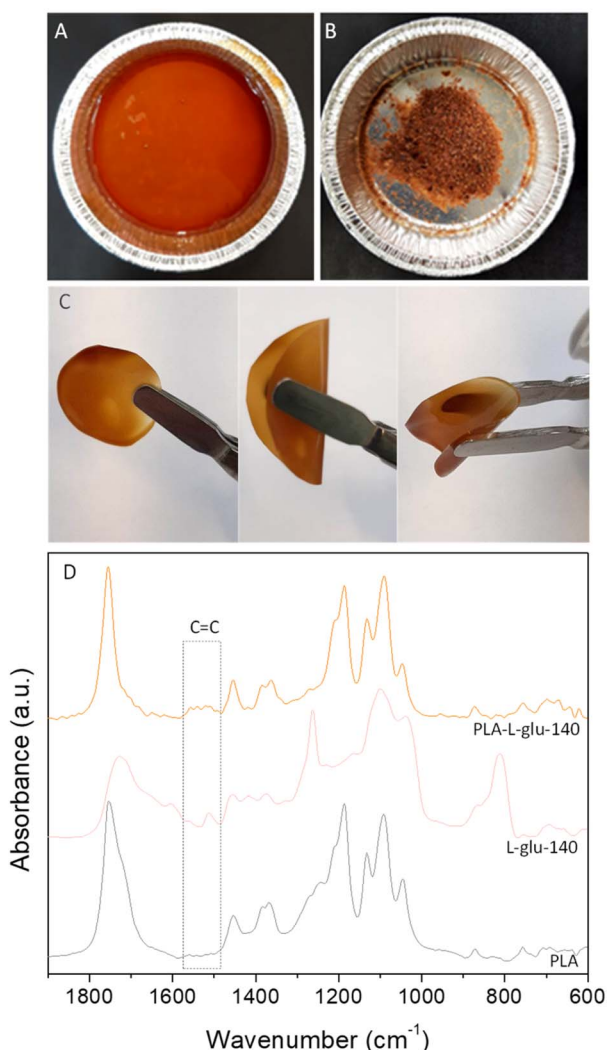 A
B
C
D
C=C
PLA-L-glu-140
L-glu-140
PLA
Absorbance (a.u.)
1800 1600 1400 1200 1000 800 600
Wavenumber (cm⁻¹)